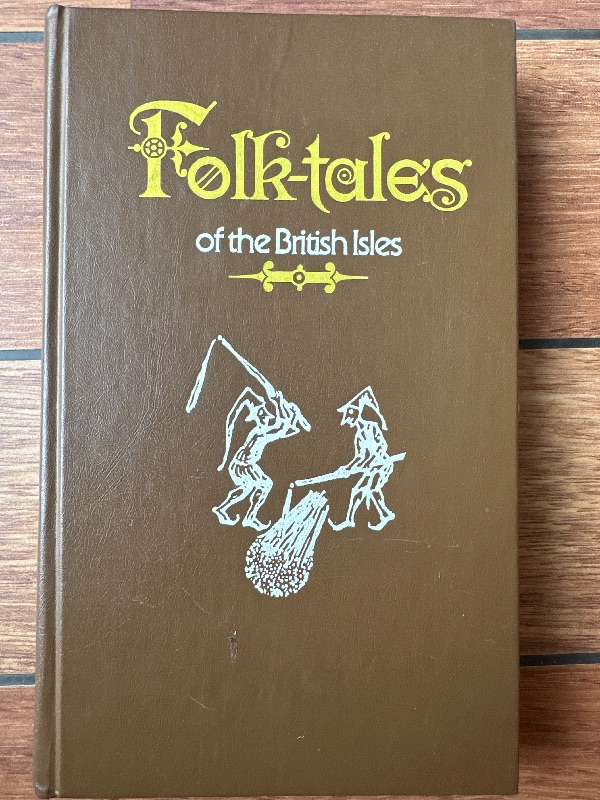 Folk-tales
of the British Isles